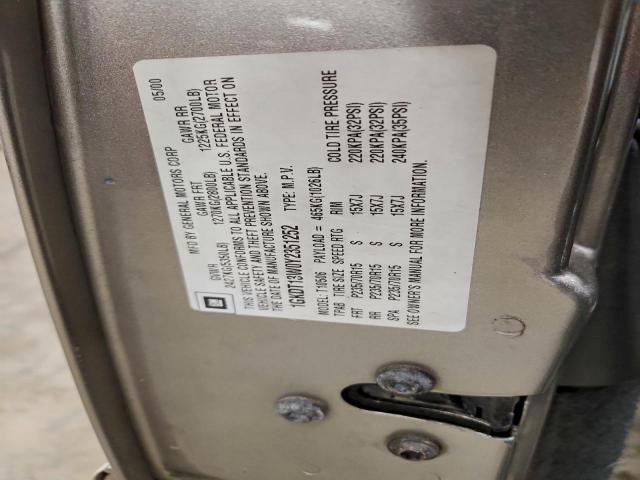 GM
MFD BY GENERAL MOTORS CORP 05/00
GVWR GAWR FRT GAWR RR
2427KG(5350LB) 1270KG(2800LB) 1225KG(2700LB)
THIS VEHICLE CONFORMS TO ALL APPLICABLE U.S. FEDERAL MOTOR
VEHICLE SAFETY AND THEFT PREVENTION STANDARDS IN EFFECT ON
THE DATE OF MANUFACTURE SHOWN ABOVE.
1GKDT13W0Y2351252 TYPE: M.P.V.
MODEL: T10506 PAYLOAD = 465KG(1026LB)
TPAB TIRE SIZE SPEED RTG RIM COLD TIRE PRESSURE
FRT P235/70R15 S 15X7J 220KPA(32PSI)
RR P235/70R15 S 15X7J 220KPA(32PSI)
SPA P235/70R15 S 15X7J 240KPA(35PSI)
SEE OWNER'S MANUAL FOR MORE INFORMATION.